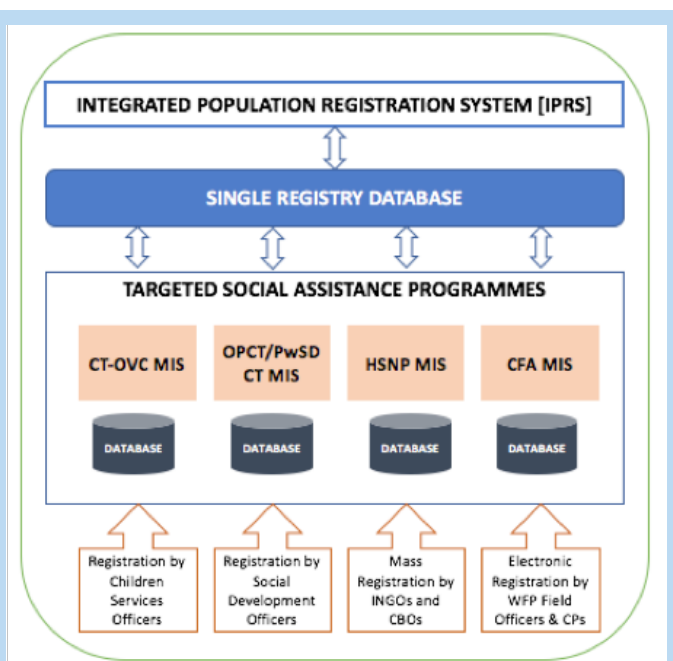 INTEGRATED POPULATION REGISTRATION SYSTEM [IPRS]
SINGLE REGISTRY DATABASE
TARGETED SOCIAL ASSISTANCE PROGRAMMES
CT-OVC MIS
OPCT/PwSD
CT MIS
HSNP MIS
CFA MIS
DATABASE
DATABASE
DATABASE
DATABASE
Registration by
Children
Services
Officers
Registration by
Social
Development
Officers
Mass
Registration by
INGOs and
CBOs
Electronic
Registration by
WFP Field
Officers & CPs